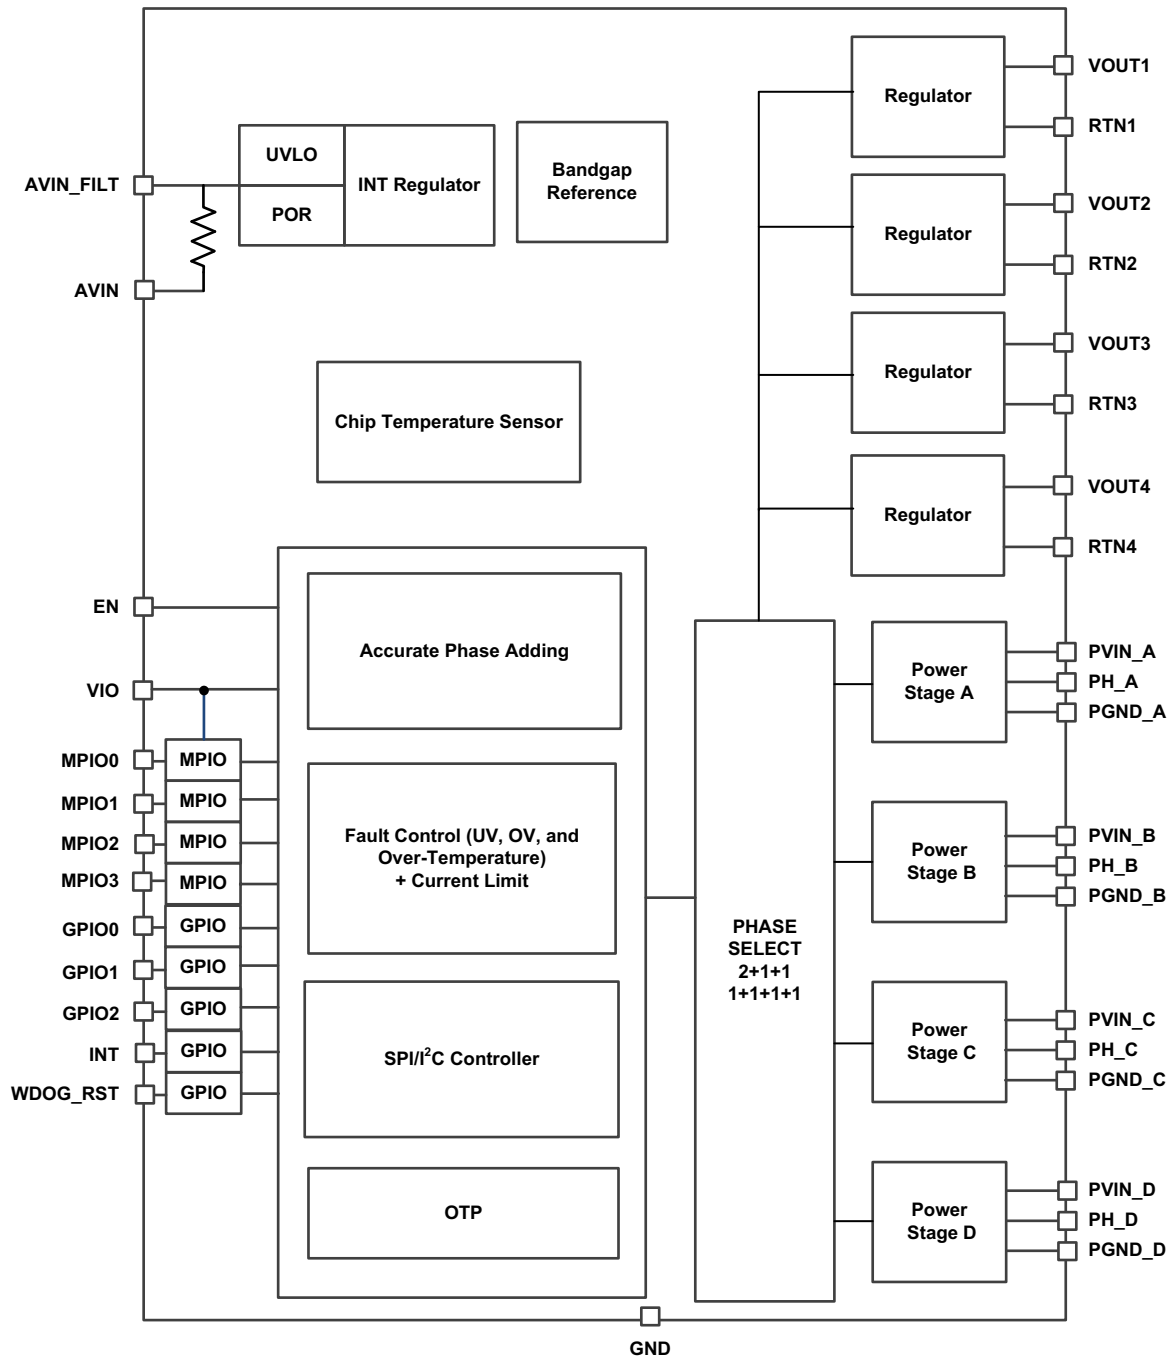 AVIN_FILT
AVIN
UVLO
POR
INT Regulator
Bandgap
Reference
Chip Temperature Sensor
EN
VIO
MPIO0
MPIO1
MPIO2
MPIO3
GPIO0
GPIO1
GPIO2
INT
WDOG_RST
MPIO
MPIO
MPIO
MPIO
GPIO
GPIO
GPIO
GPIO
GPIO
Accurate Phase Adding
Fault Control (UV, OV, and
Over-Temperature)
+ Current Limit
SPI/I²C Controller
OTP
PHASE
SELECT
2+1+1
1+1+1+1
Regulator
VOUT1
RTN1
Regulator
VOUT2
RTN2
Regulator
VOUT3
RTN3
Regulator
VOUT4
RTN4
Power
Stage A
PVIN_A
PH_A
PGND_A
Power
Stage B
PVIN_B
PH_B
PGND_B
Power
Stage C
PVIN_C
PH_C
PGND_C
Power
Stage D
PVIN_D
PH_D
PGND_D
GND